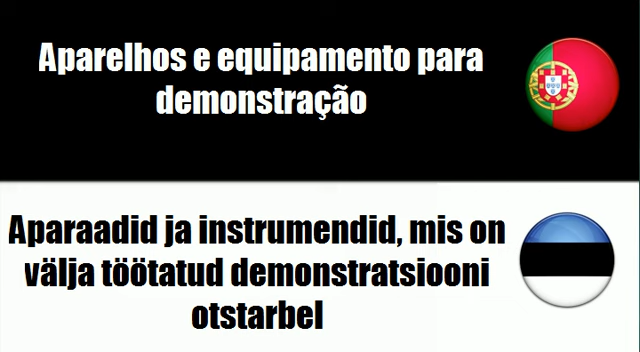 Aparelhos e equipamento para
demonstração
Aparaadid ja instrumendid, mis on
välja töötatud demonstratsiooni
otstarbel